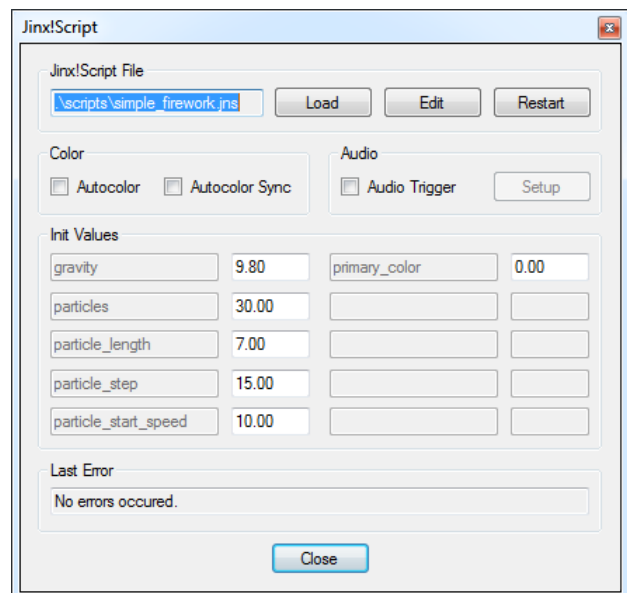 Jinx!Script
Jinx!Script File
.\scripts\simple_firework.jns Load Edit Restart
Color Audio
Autocolor Autocolor Sync Audio Trigger Setup
Init Values
gravity 9.80 primary_color 0.00
particles 30.00
particle_length 7.00
particle_step 15.00
particle_start_speed 10.00
Last Error
No errors occured.
Close